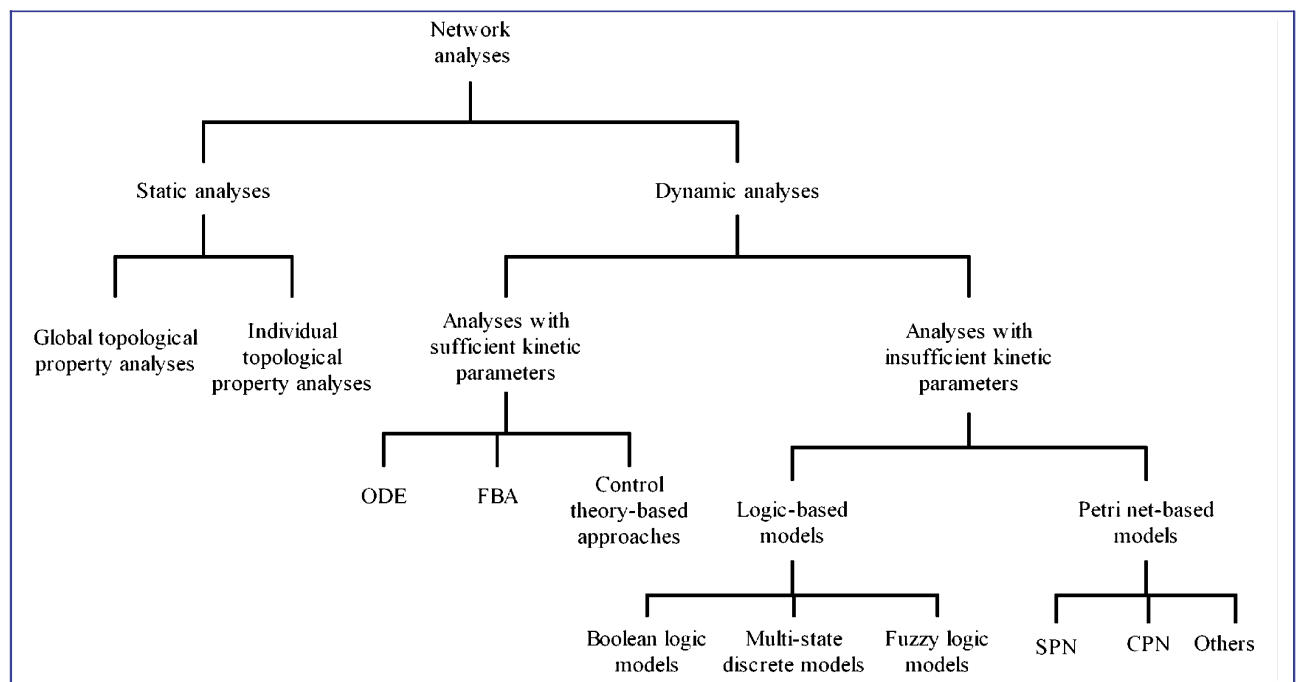 Network
analyses
Static analyses
Dynamic analyses
Global topological
property analyses
Individual
topological
property analyses
Analyses with
sufficient kinetic
parameters
Analyses with
insufficient kinetic
parameters
ODE
FBA
Control
theory-based
approaches
Logic-based
models
Petri net-based
models
Boolean logic
models
Multi-state
discrete models
Fuzzy logic
models
SPN
CPN
Others